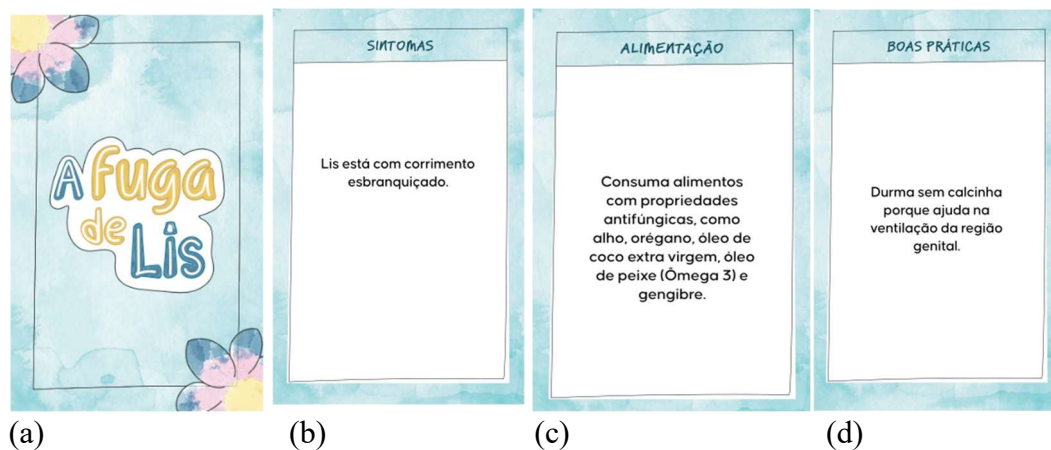 A Fuga
de
Lis
SINTOMAS
Lis está com corrimento
esbranquiçado.
ALIMENTAÇÃO
Consuma alimentos
com propriedades
antifúngicas, como
alho, orégano, óleo de
coco extra virgem, óleo
de peixe (Ômega 3) e
gengibre.
BOAS PRÁTICAS
Durma sem calcinha
porque ajuda na
ventilação da região
genital.
(a)
(b)
(c)
(d)